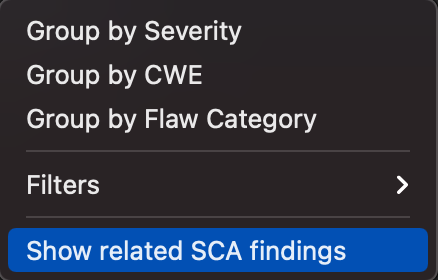 Group by Severity
Group by CWE
Group by Flaw Category
Filters
Show related SCA findings